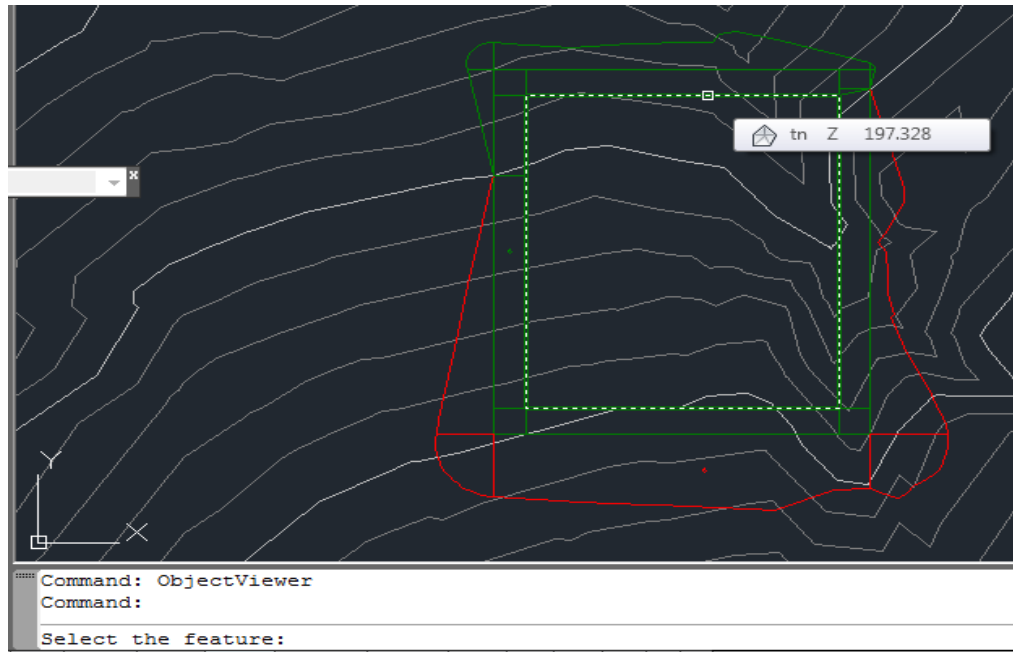 x
tn Z 197.328
Y
X
Command: ObjectViewer
Command:
Select the feature: